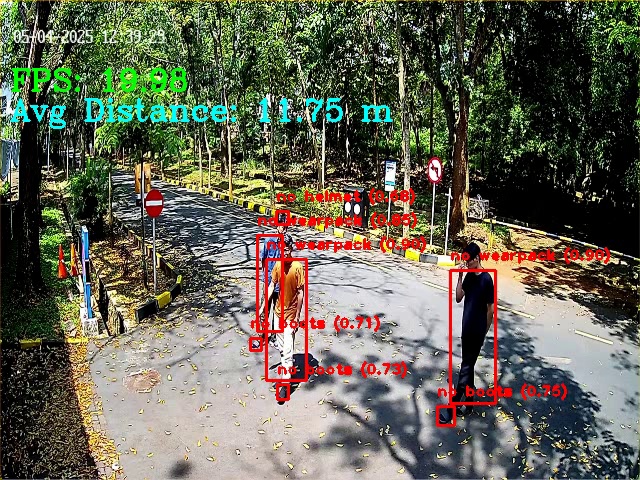 05-04-2025 12:39:29
FPS: 19.98
Avg Distance: 11.75 m
no helmet (0.68)
no wearpack (0.85)
no wearpack (0.90)
no wearpack (0.90)
no boots (0.71)
no boots (0.73)
no boots (0.75)